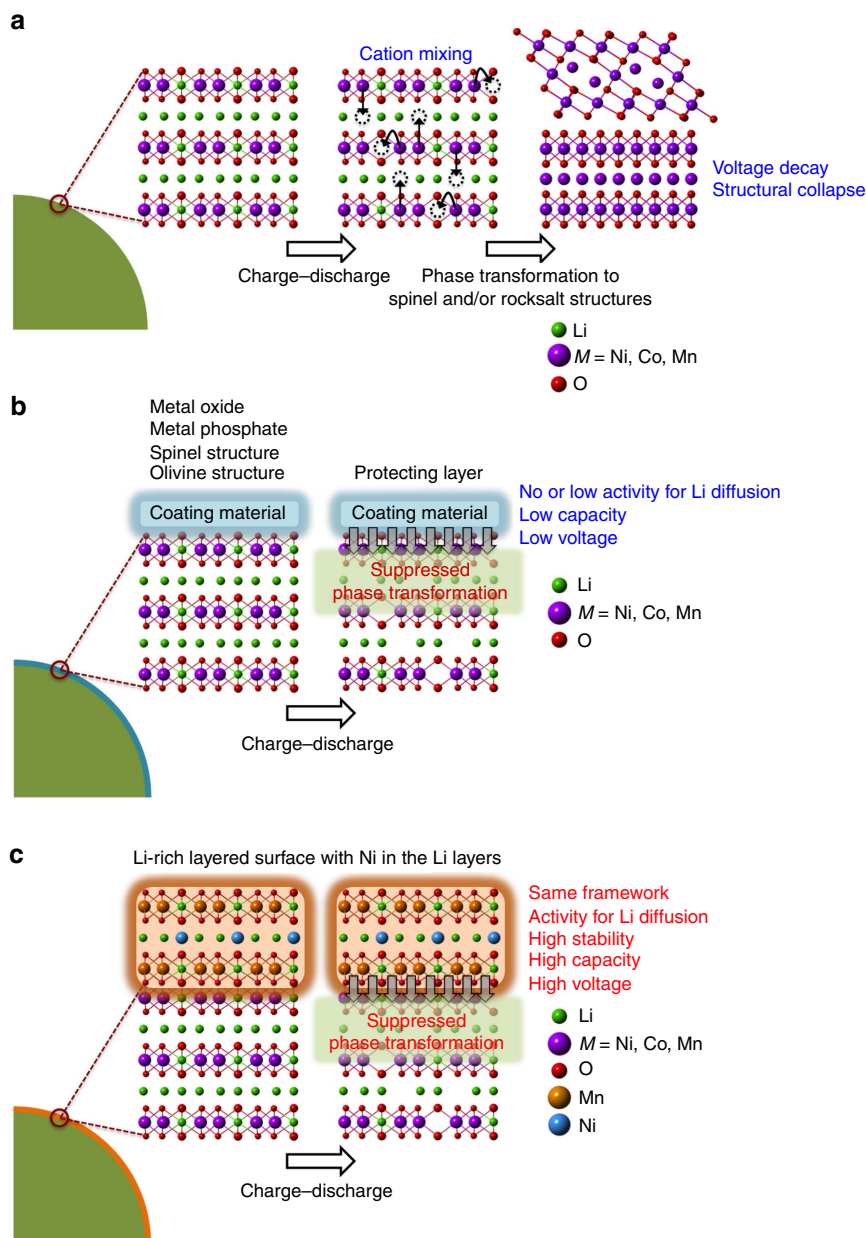 a
Cation mixing
Voltage decay
Structural collapse
Charge–discharge
Phase transformation to
spinel and/or rocksalt structures
Li
M = Ni, Co, Mn
O
b
Metal oxide
Metal phosphate
Spinel structure
Olivine structure
Protecting layer
Coating material
Coating material
No or low activity for Li diffusion
Low capacity
Low voltage
Suppressed
phase transformation
Li
M = Ni, Co, Mn
O
Charge–discharge
c
Li-rich layered surface with Ni in the Li layers
Same framework
Activity for Li diffusion
High stability
High capacity
High voltage
Suppressed
phase transformation
Li
M = Ni, Co, Mn
O
Mn
Ni
Charge–discharge